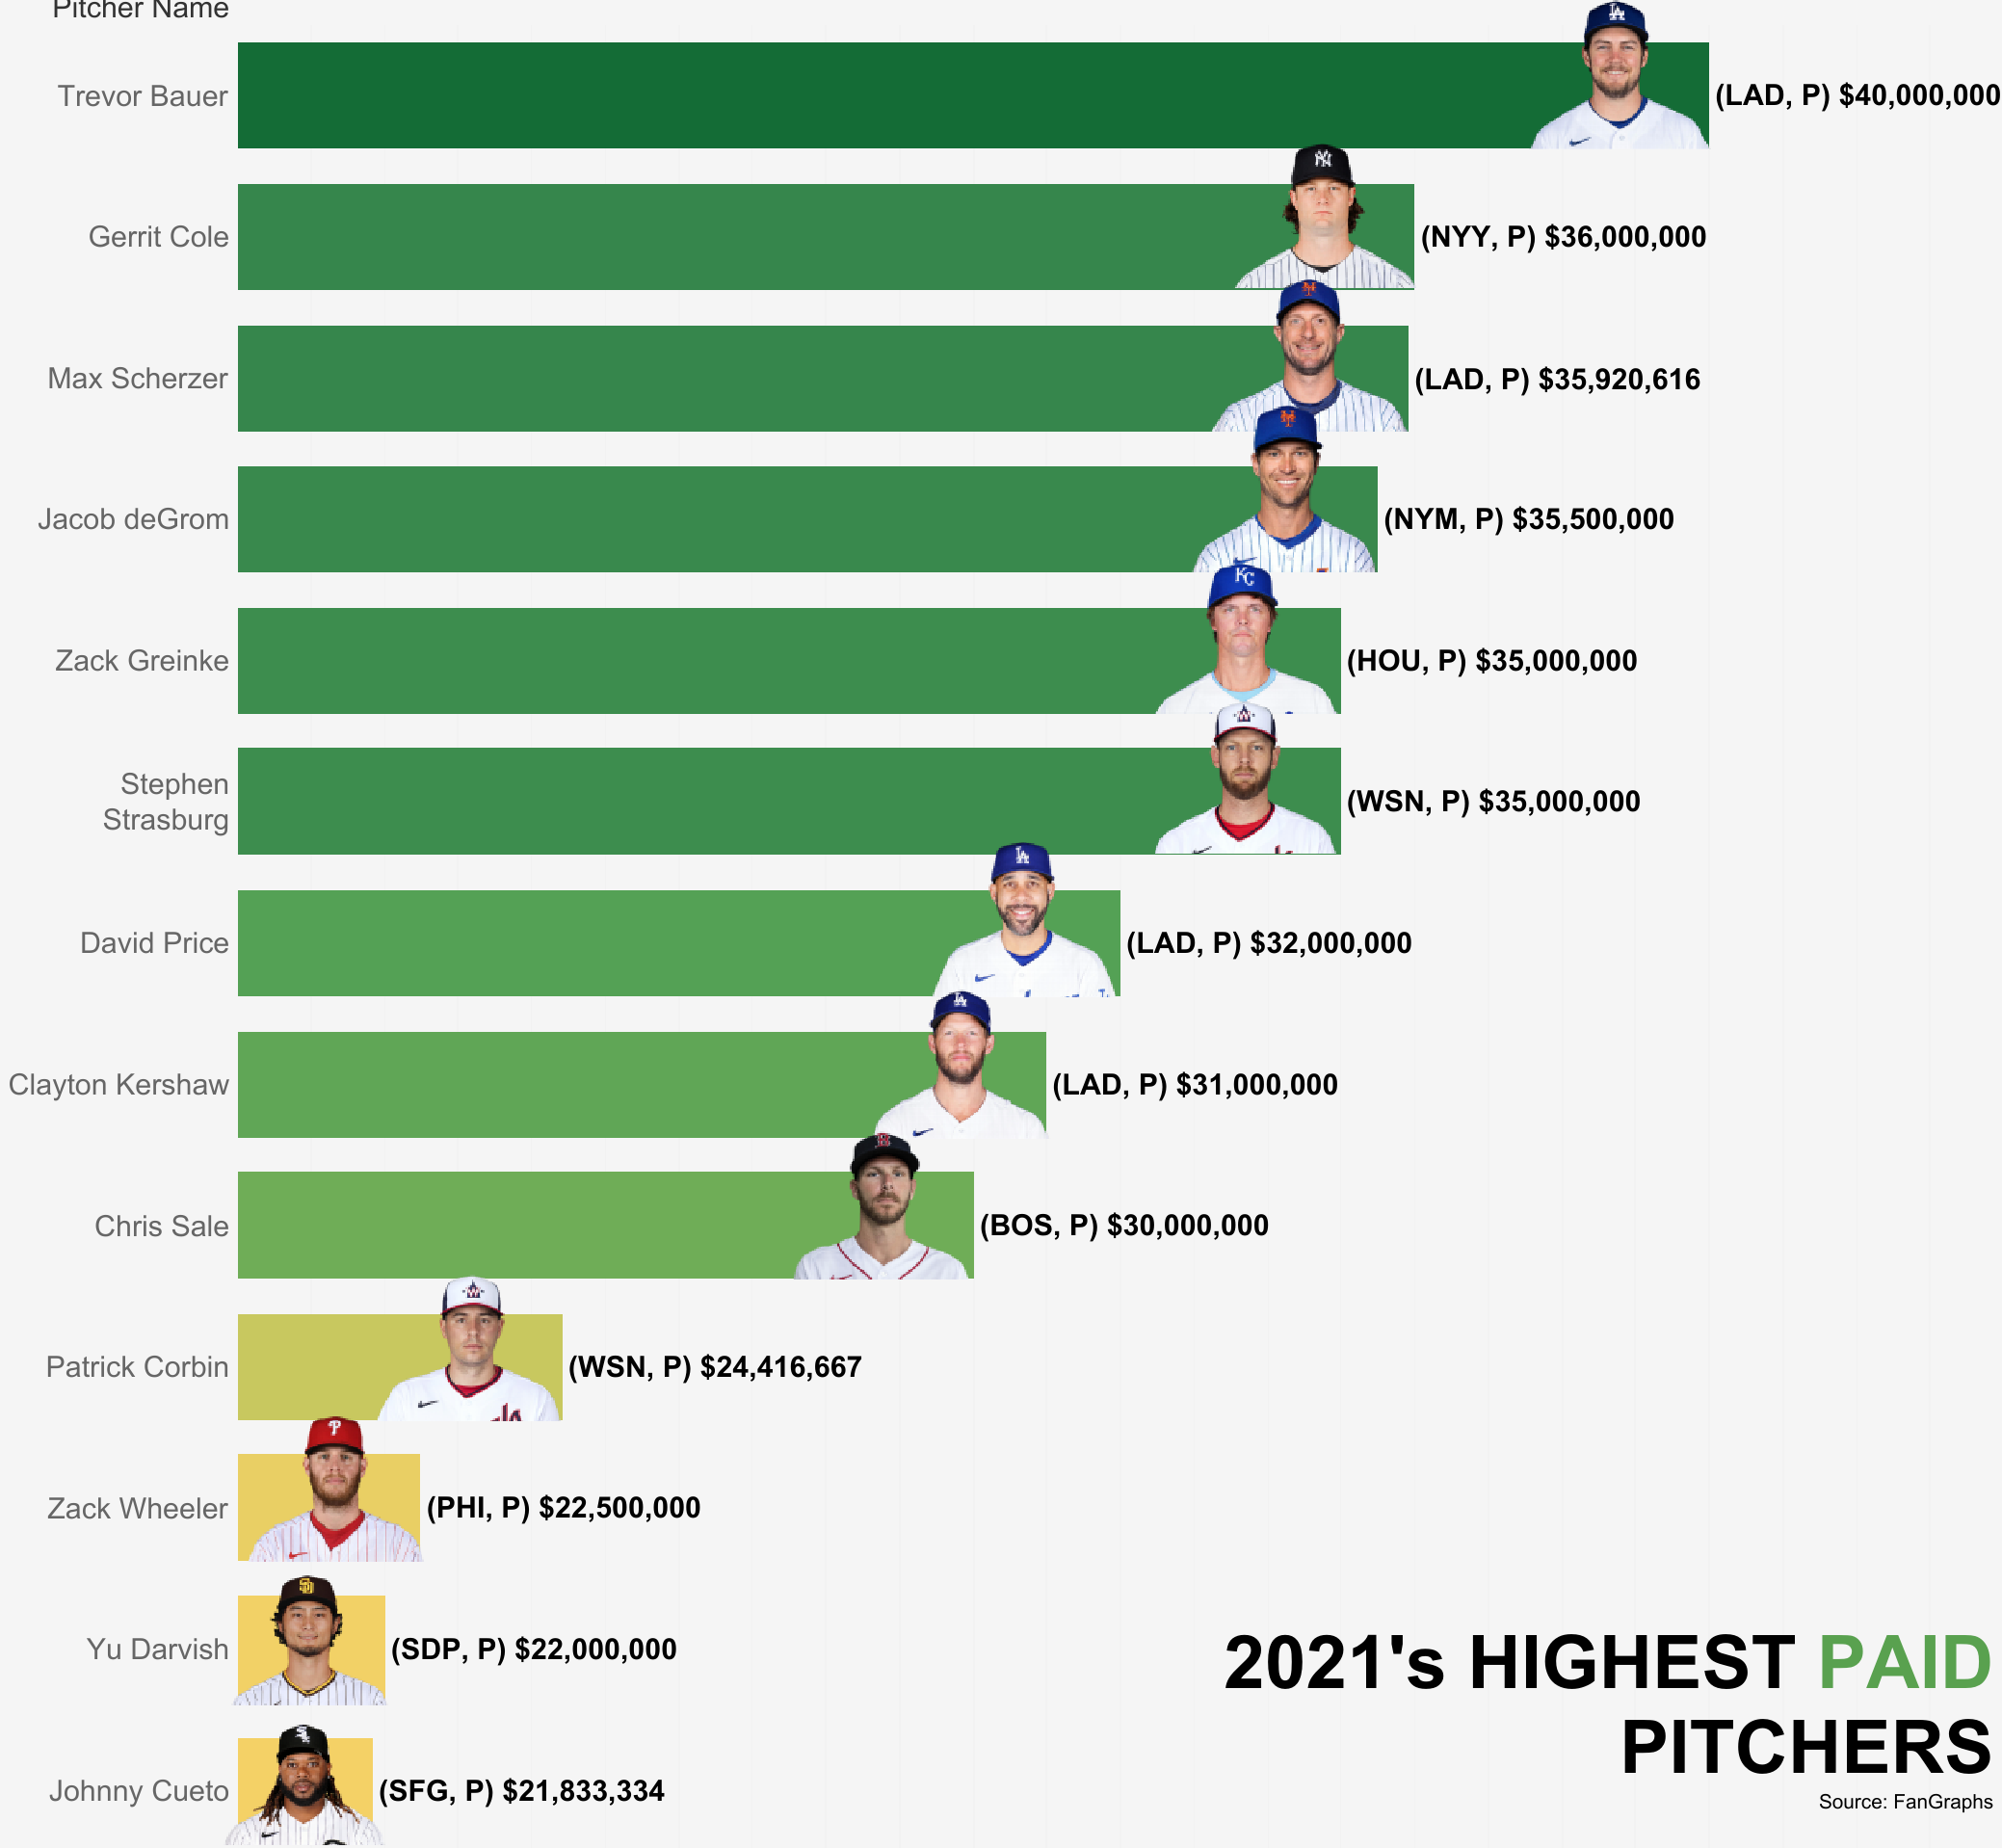 Pitcher Name
Trevor Bauer
(LAD, P) $40,000,000
Gerrit Cole
(NYY, P) $36,000,000
Max Scherzer
(LAD, P) $35,920,616
Jacob deGrom
(NYM, P) $35,500,000
Zack Greinke
(HOU, P) $35,000,000
Stephen
Strasburg
(WSN, P) $35,000,000
David Price
(LAD, P) $32,000,000
Clayton Kershaw
(LAD, P) $31,000,000
Chris Sale
(BOS, P) $30,000,000
Patrick Corbin
(WSN, P) $24,416,667
Zack Wheeler
(PHI, P) $22,500,000
Yu Darvish
(SDP, P) $22,000,000
Johnny Cueto
(SFG, P) $21,833,334
2021's HIGHEST PAID
PITCHERS
Source: FanGraphs